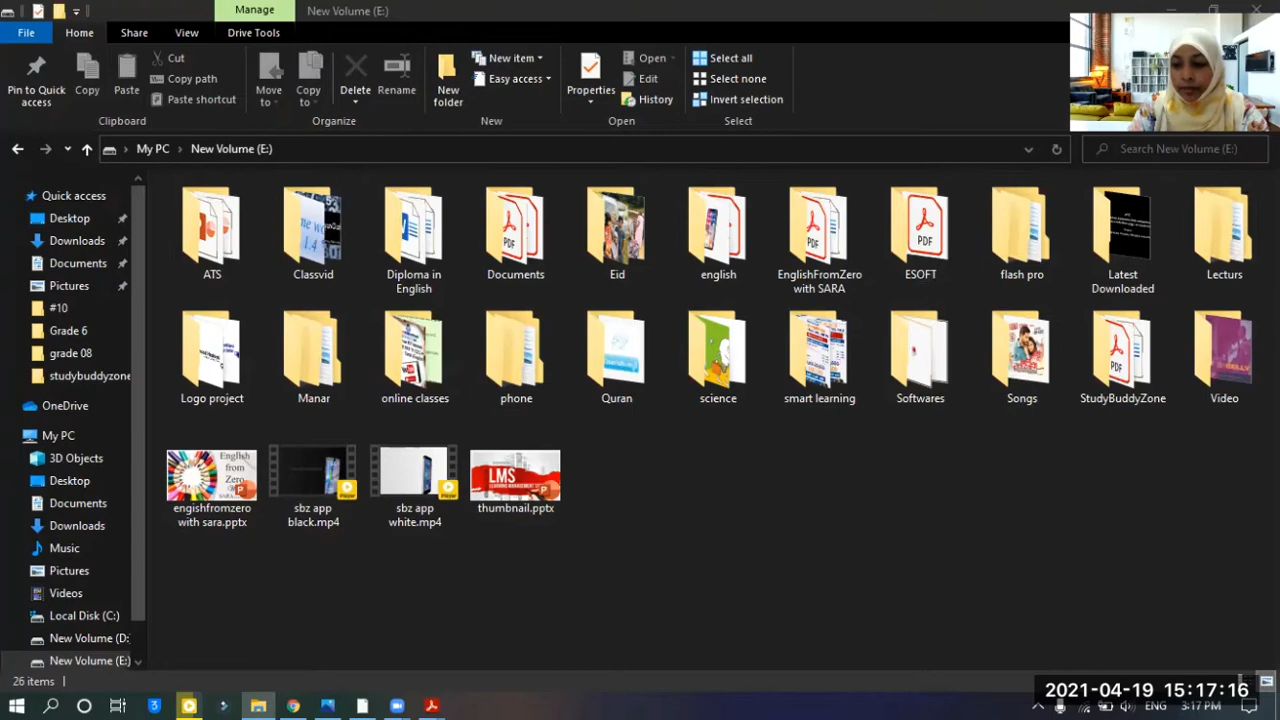 Manage New Volume (E:)
File Home Share View Drive Tools
Pin to Quick access
Copy
Paste
Cut
Copy path
Paste shortcut
Move to
Copy to
Delete
Rename
New folder
New item
Easy access
Properties
Open
Edit
History
Select all
Select none
Invert selection
Clipboard Organize New Open Select
My PC New Volume (E:)
Search New Volume (E:)
Quick access
Desktop
Downloads
Documents
Pictures
#10
Grade 6
grade 08
studybuddyzone
OneDrive
My PC
3D Objects
Desktop
Documents
Downloads
Music
Pictures
Videos
Local Disk (C:)
New Volume (D:
New Volume (E:)
ATS
Classvid
Diploma in English
Documents
Eid
english
EnglishFromZero with SARA
ESOFT
flash pro
Latest Downloaded
Lecturs
Logo project
Manar
online classes
phone
Quran
science
smart learning
Softwares
Songs
StudyBuddyZone
Video
PDF
PDF
PDF
English
from
Zero
LMS
engishfromzero with sara.pptx
sbz app black.mp4
sbz app white.mp4
thumbnail.pptx
26 items
2021-04-19 15:17:16
ENG 3:17 PM